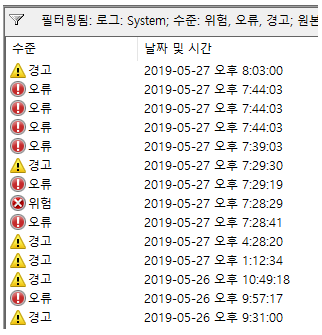 필터링됨: 로그: System; 수준: 위험, 오류, 경고; 원본
수준 날짜 및 시간
경고 2019-05-27 오후 8:03:00
오류 2019-05-27 오후 7:44:03
오류 2019-05-27 오후 7:44:03
오류 2019-05-27 오후 7:44:03
오류 2019-05-27 오후 7:39:03
경고 2019-05-27 오후 7:29:30
오류 2019-05-27 오후 7:29:19
위험 2019-05-27 오후 7:28:29
오류 2019-05-27 오후 7:28:41
경고 2019-05-27 오후 4:28:20
경고 2019-05-27 오후 1:12:34
경고 2019-05-26 오후 10:49:18
오류 2019-05-26 오후 9:57:17
경고 2019-05-26 오후 9:31:00